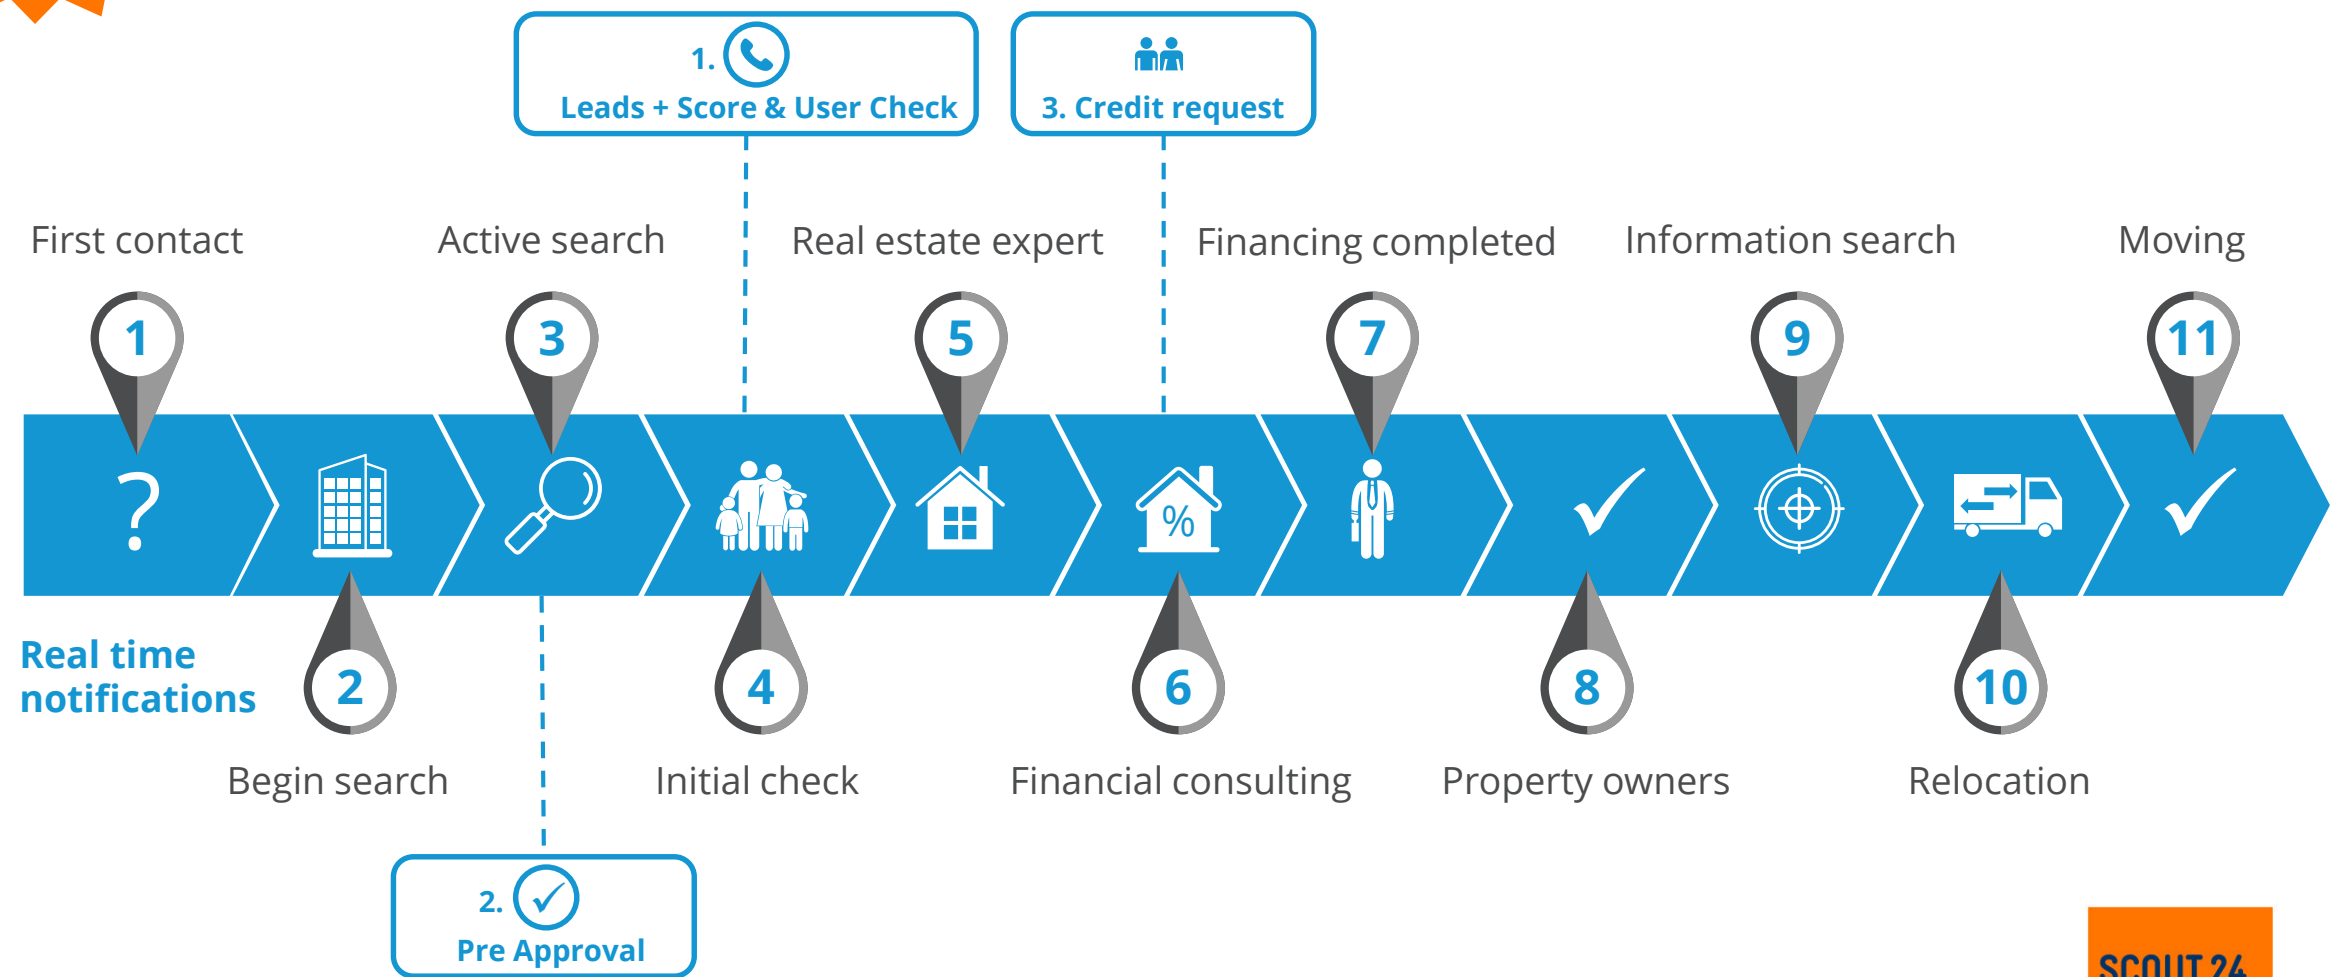 1.
Leads + Score & User Check
3. Credit request
First contact
Active search
Real estate expert
Financing completed
Information search
Moving
1
3
5
7
9
11
?
%
Real time
notifications
2
4
6
8
10
Begin search
Initial check
Financial consulting
Property owners
Relocation
2.
Pre Approval
SCOUT 24